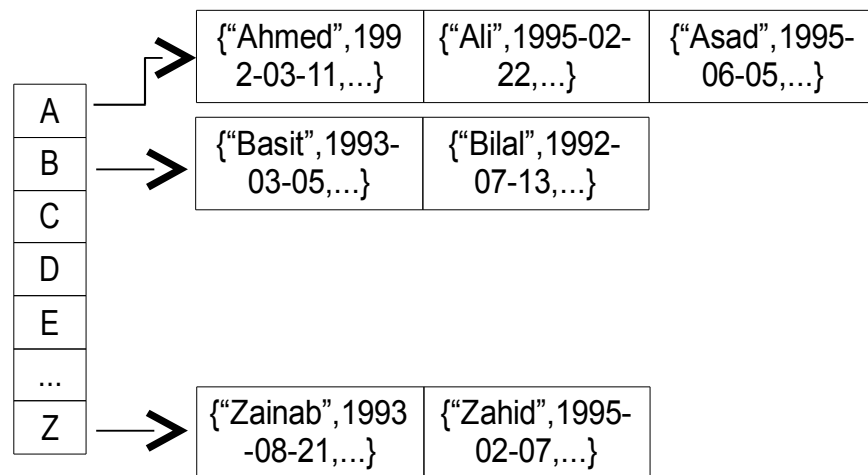 A
B
C
D
E
...
Z
{“Ahmed”,199
2-03-11,...}
{“Ali”,1995-02-
22,...}
{“Asad”,1995-
06-05,...}
{“Basit”,1993-
03-05,...}
{“Bilal”,1992-
07-13,...}
{“Zainab”,1993
-08-21,...}
{“Zahid”,1995-
02-07,...}